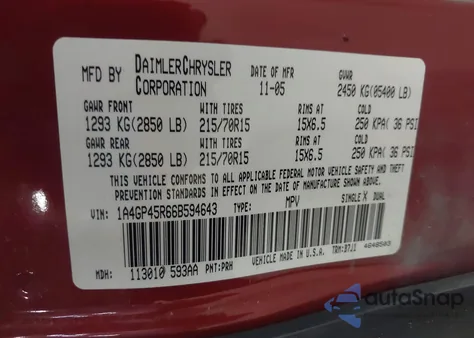 MFD BY DAIMLERCHRYSLER CORPORATION DATE OF MFR 11-05 GVWR 2450 KG(05400 LB)
GAWR FRONT WITH TIRES RIMS AT COLD
1293 KG(2850 LB) 215/70R15 15X6.5 250 KPA( 36 PSI
GAWR REAR WITH TIRES RIMS AT COLD
1293 KG(2850 LB) 215/70R15 15X6.5 250 KPA( 36 PSI
THIS VEHICLE CONFORMS TO ALL APPLICABLE FEDERAL MOTOR VEHICLE SAFETY AND THEFT
PREVENTION STANDARDS IN EFFECT ON THE DATE OF MANUFACTURE SHOWN ABOVE.
VIN: 1A4GP45R66B594643 TYPE: MPV SINGLE X DUAL
MDH: 113010 593AA PNT:PRH VEHICLE MADE IN U.S.A. TRM:
autoSnap